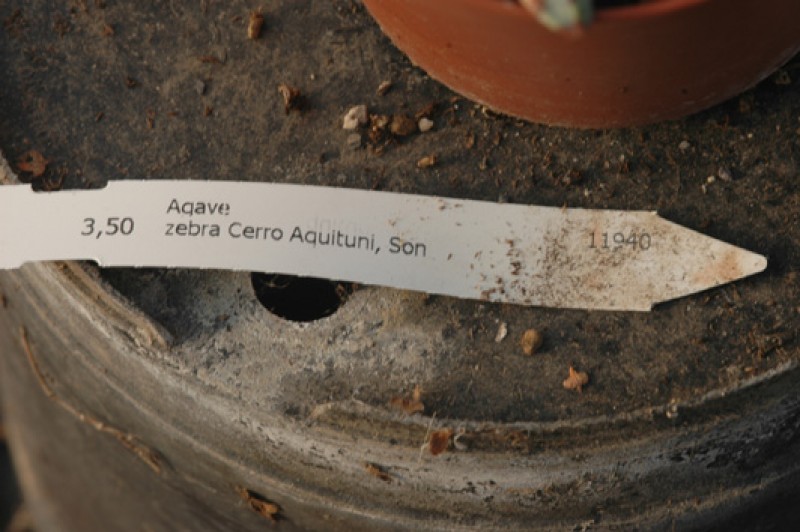 3,50
Agave
zebra Cerro Aquituni, Son
11940